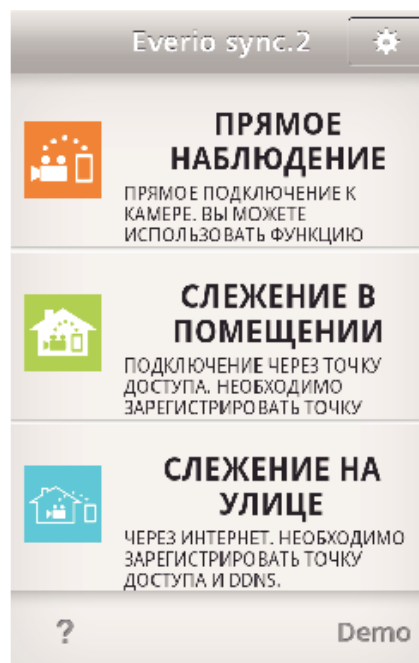 Everio sync.2
ПРЯМОЕ
НАБЛЮДЕНИЕ
ПРЯМОЕ ПОДКЛЮЧЕНИЕ К
КАМЕРЕ. ВЫ МОЖЕТЕ
ИСПОЛЬЗОВАТЬ ФУНКЦИЮ
СЛЕЖЕНИЕ В
ПОМЕЩЕНИИ
ПОДКЛЮЧЕНИЕ ЧЕРЕЗ ТОЧКУ
ДОСТУПА. НЕОБХОДИМО
ЗАРЕГИСТРИРОВАТЬ ТОЧКУ
СЛЕЖЕНИЕ НА
УЛИЦЕ
ЧЕРЕЗ ИНТЕРНЕТ. НЕОБХОДИМО
ЗАРЕГИСТРИРОВАТЬ ТОЧКУ
ДОСТУПА И DDNS.
? Demo